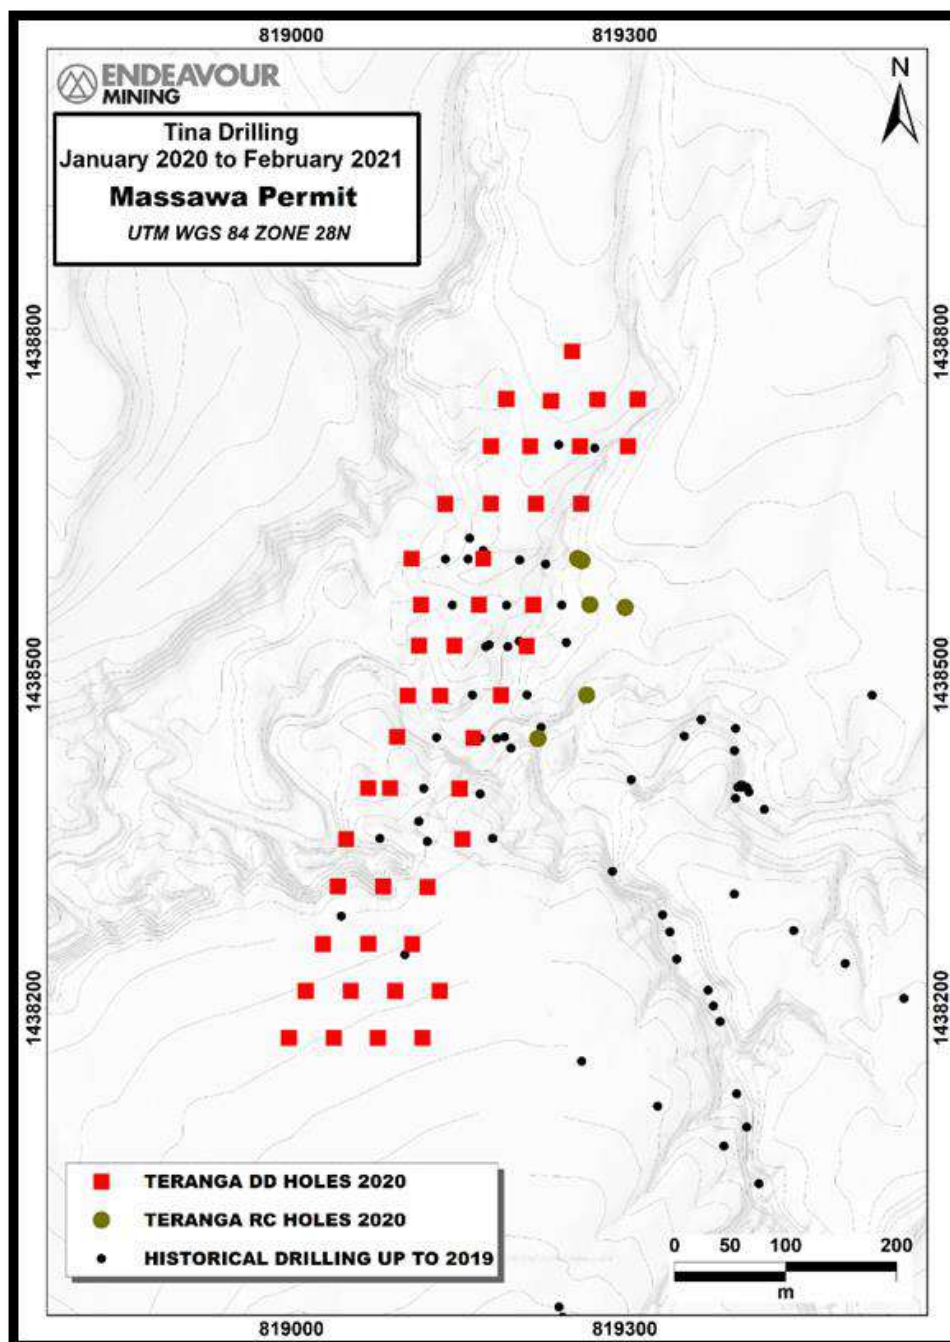 819000
819300
ENDEAVOUR
MINING
N
Tina Drilling
January 2020 to February 2021
Massawa Permit
UTM WGS 84 ZONE 28N
1438800
1438800
1438500
1438500
1438200
1438200
TERANGA DD HOLES 2020
TERANGA RC HOLES 2020
HISTORICAL DRILLING UP TO 2019
0 50 100 200
m
819000
819300